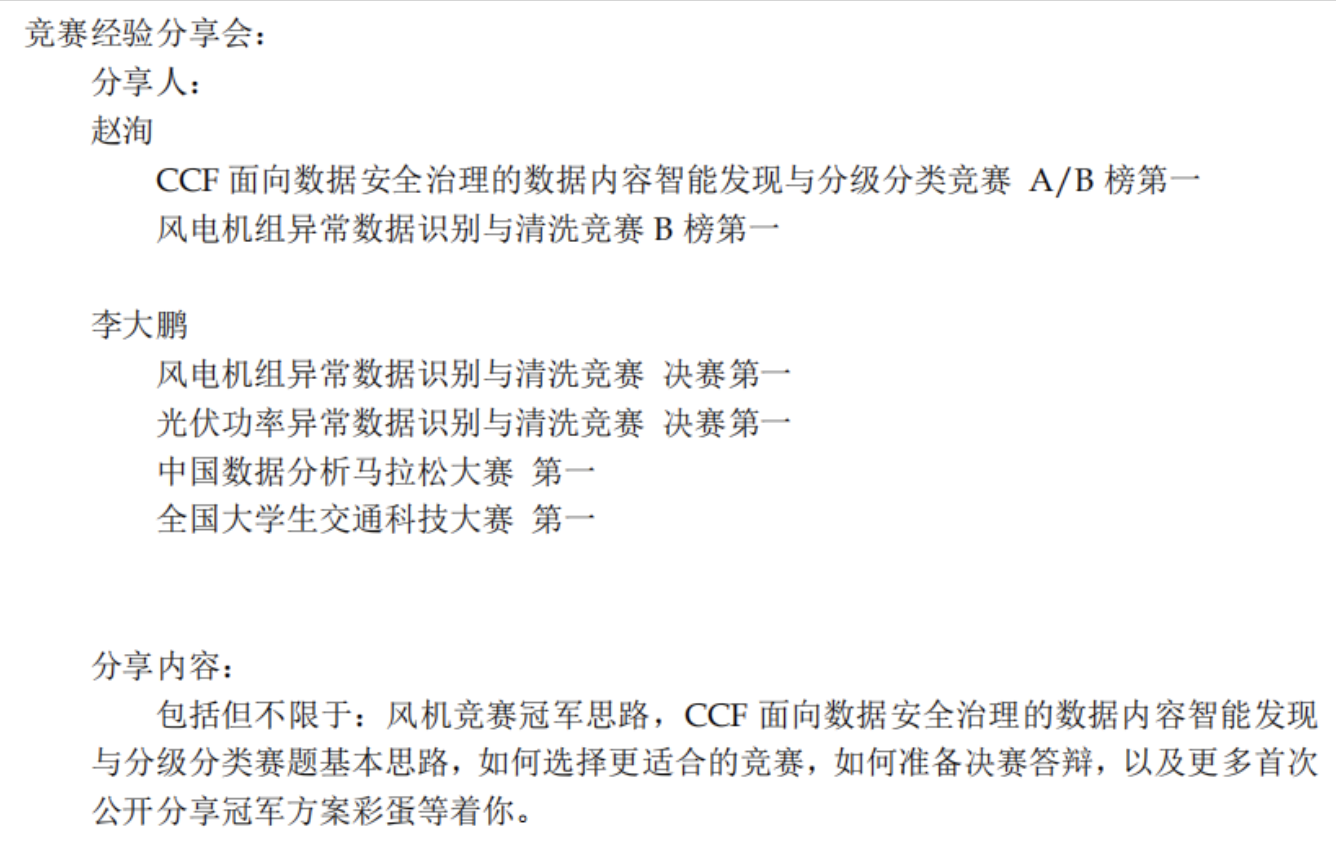 竞赛经验分享会：
分享人：
赵洵
CCF 面向数据安全治理的数据内容智能发现与分级分类竞赛 A/B 榜第一
风电机组异常数据识别与清洗竞赛 B 榜第一
李大鹏
风电机组异常数据识别与清洗竞赛 决赛第一
光伏功率异常数据识别与清洗竞赛 决赛第一
中国数据分析马拉松大赛 第一
全国大学生交通科技大赛 第一
分享内容：
包括但不限于：风机竞赛冠军思路，CCF 面向数据安全治理的数据内容智能发现
与分级分类赛题基本思路，如何选择更适合的竞赛，如何准备决赛答辩，以及更多首次
公开分享冠军方案彩蛋等着你。